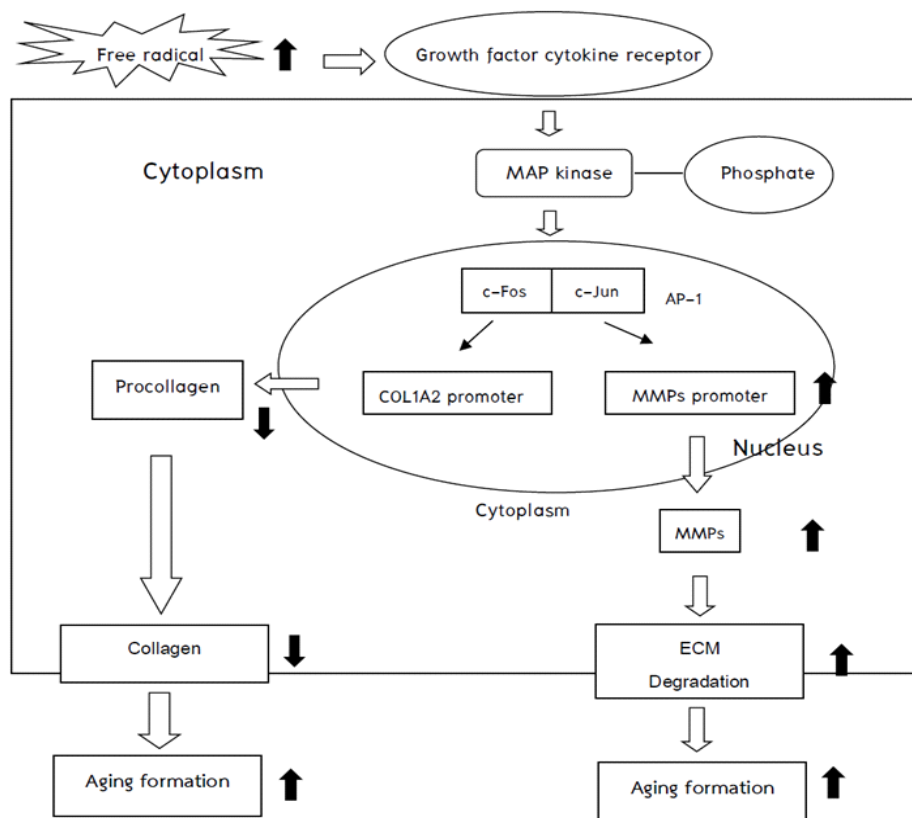 Free radical
Growth factor cytokine receptor
Cytoplasm
MAP kinase
Phosphate
c-Fos
c-Jun
AP-1
Procollagen
COL1A2 promoter
MMPs promoter
Nucleus
Cytoplasm
MMPs
Collagen
ECM
Degradation
Aging formation
Aging formation